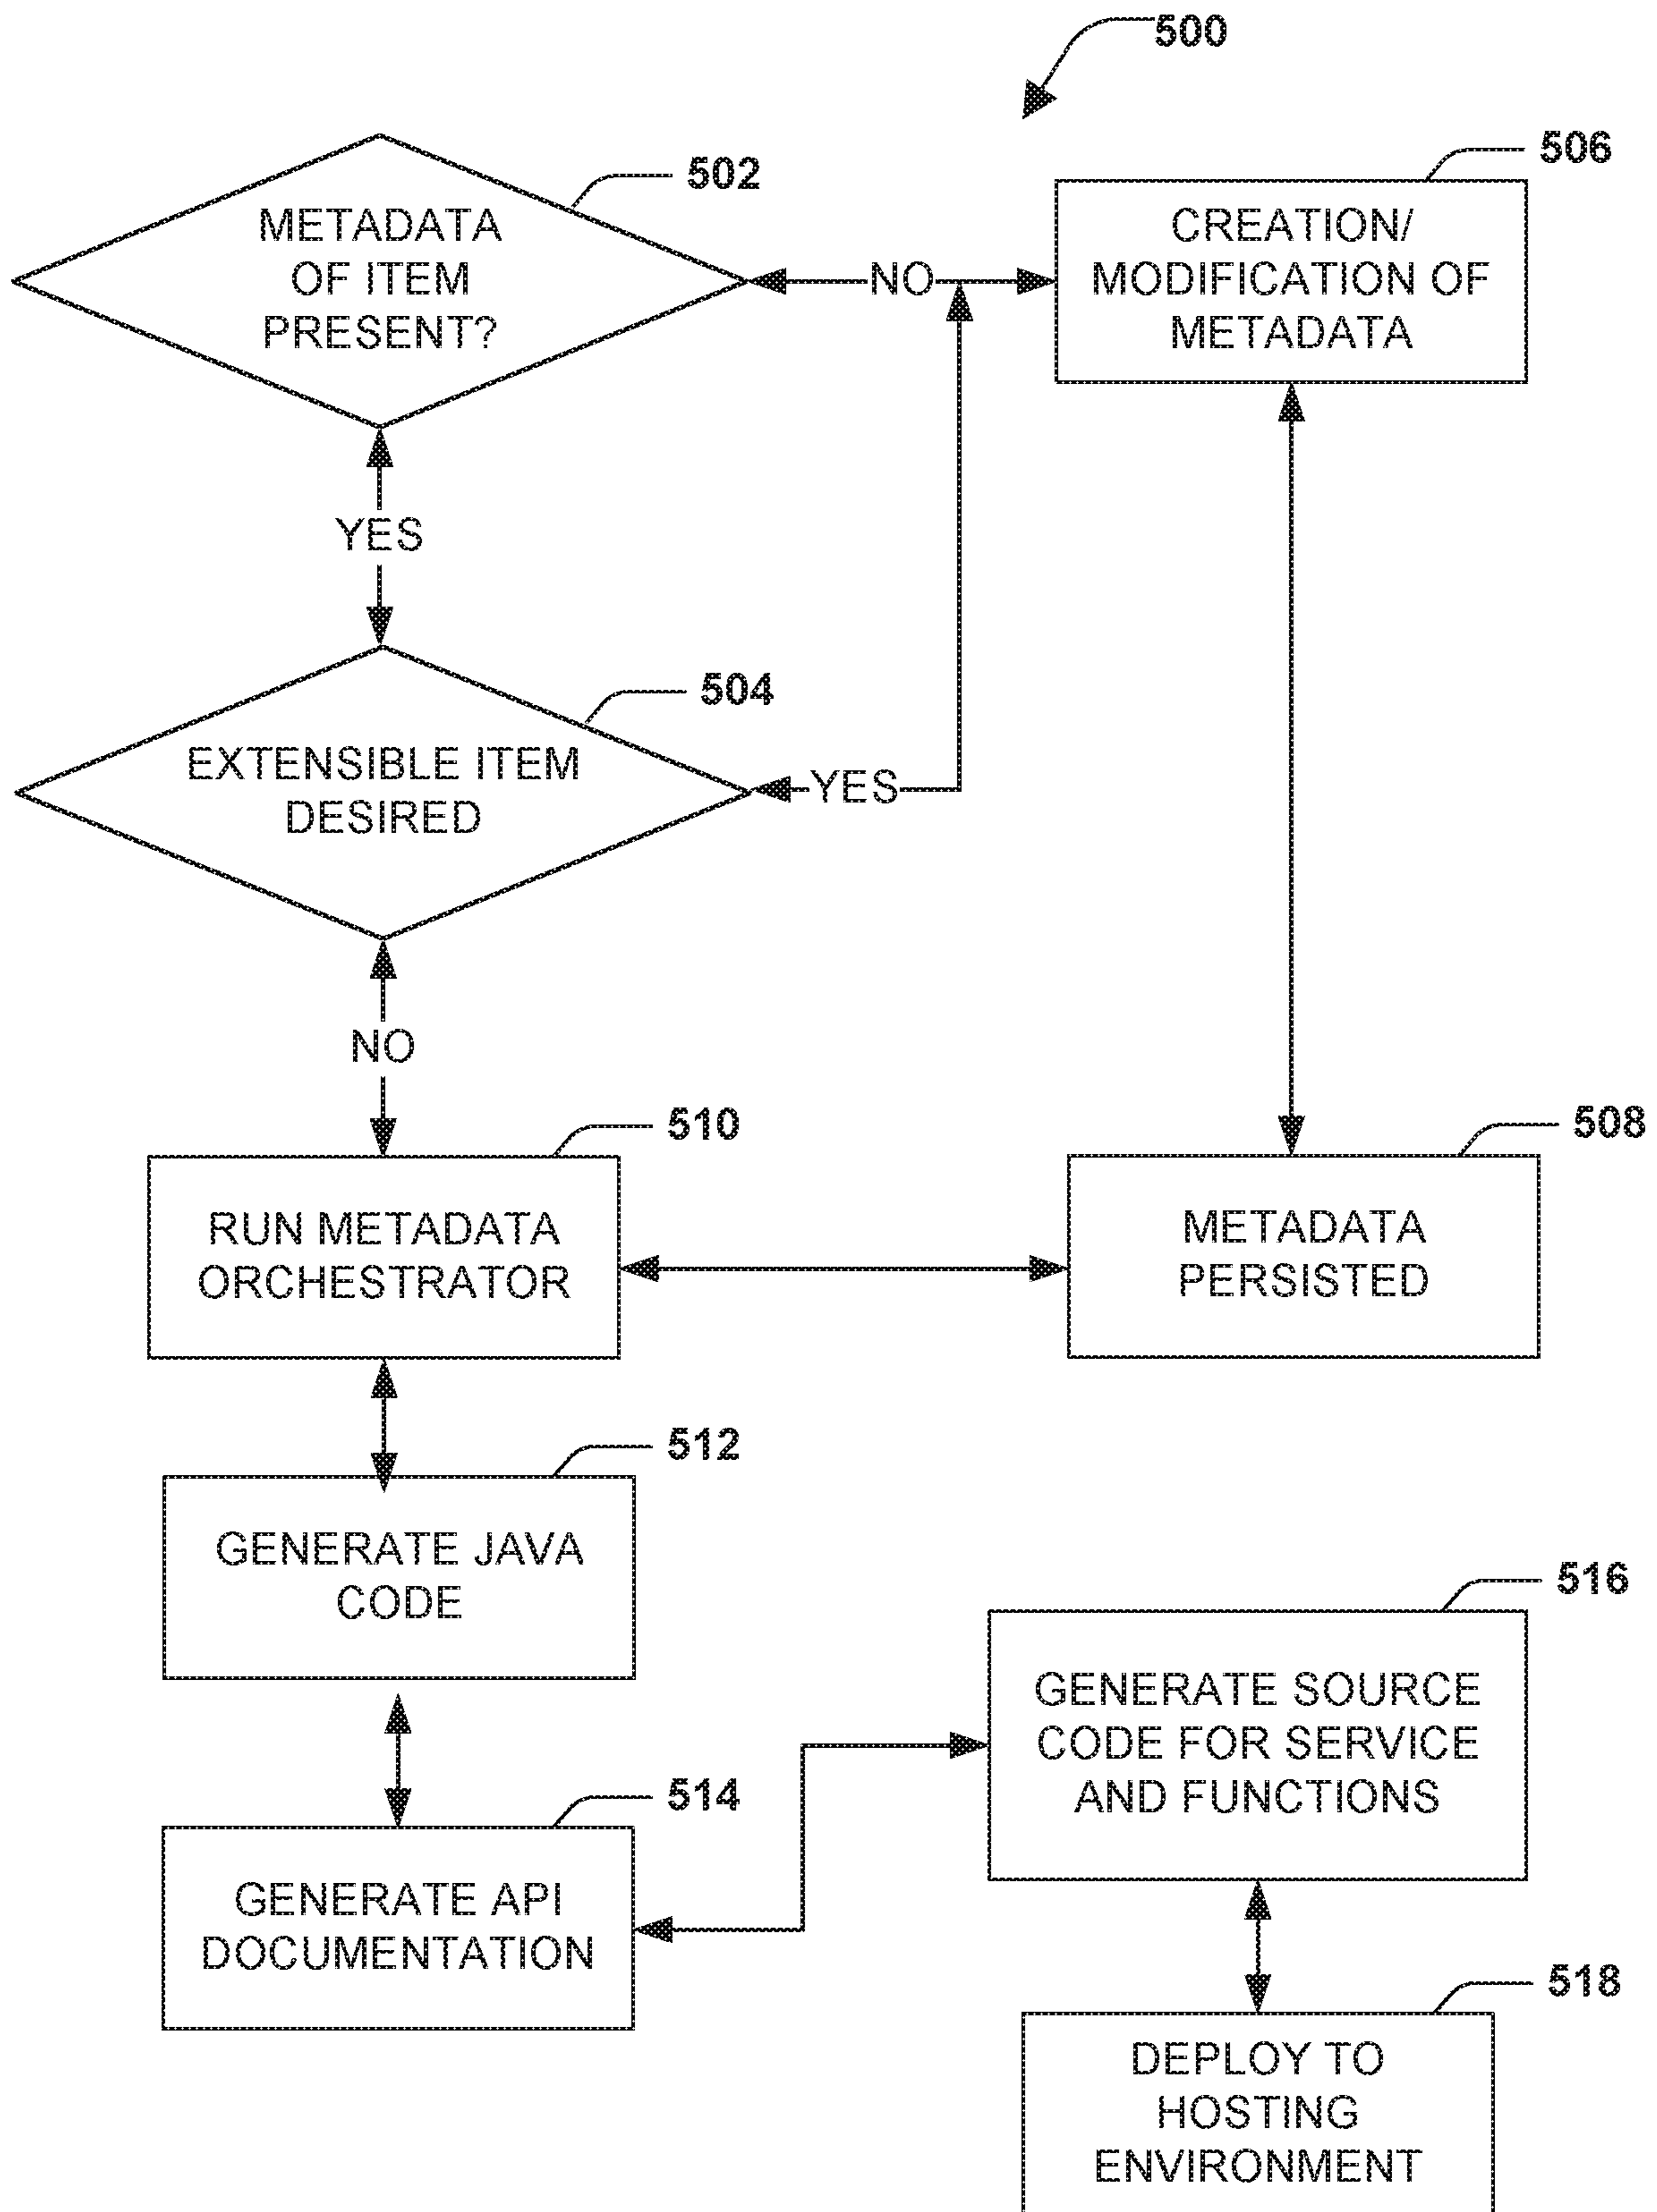 500
502
METADATA
OF ITEM
PRESENT?
NO
506
CREATION/
MODIFICATION OF
METADATA
YES
504
EXTENSIBLE ITEM
DESIRED
YES
NO
510
RUN METADATA
ORCHESTRATOR
508
METADATA
PERSISTED
512
GENERATE JAVA
CODE
514
GENERATE API
DOCUMENTATION
516
GENERATE SOURCE
CODE FOR SERVICE
AND FUNCTIONS
518
DEPLOY TO
HOSTING
ENVIRONMENT